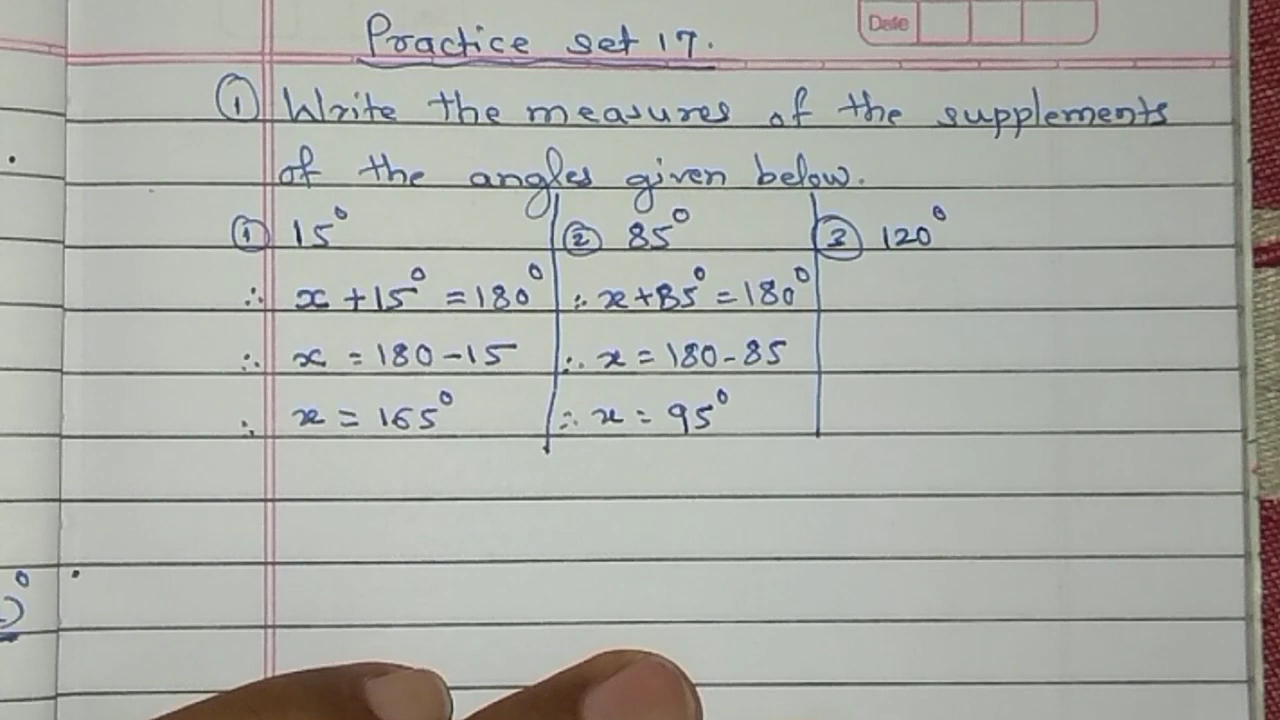 Date
Practice set 17.
① Write the measures of the supplements
of the angles given below.
① 15° ② 85° ③ 120°
∴ x + 15° = 180° ∴ x + 85° = 180°
∴ x = 180 - 15 ∴ x = 180 - 85
∴ x = 165° ∴ x = 95°